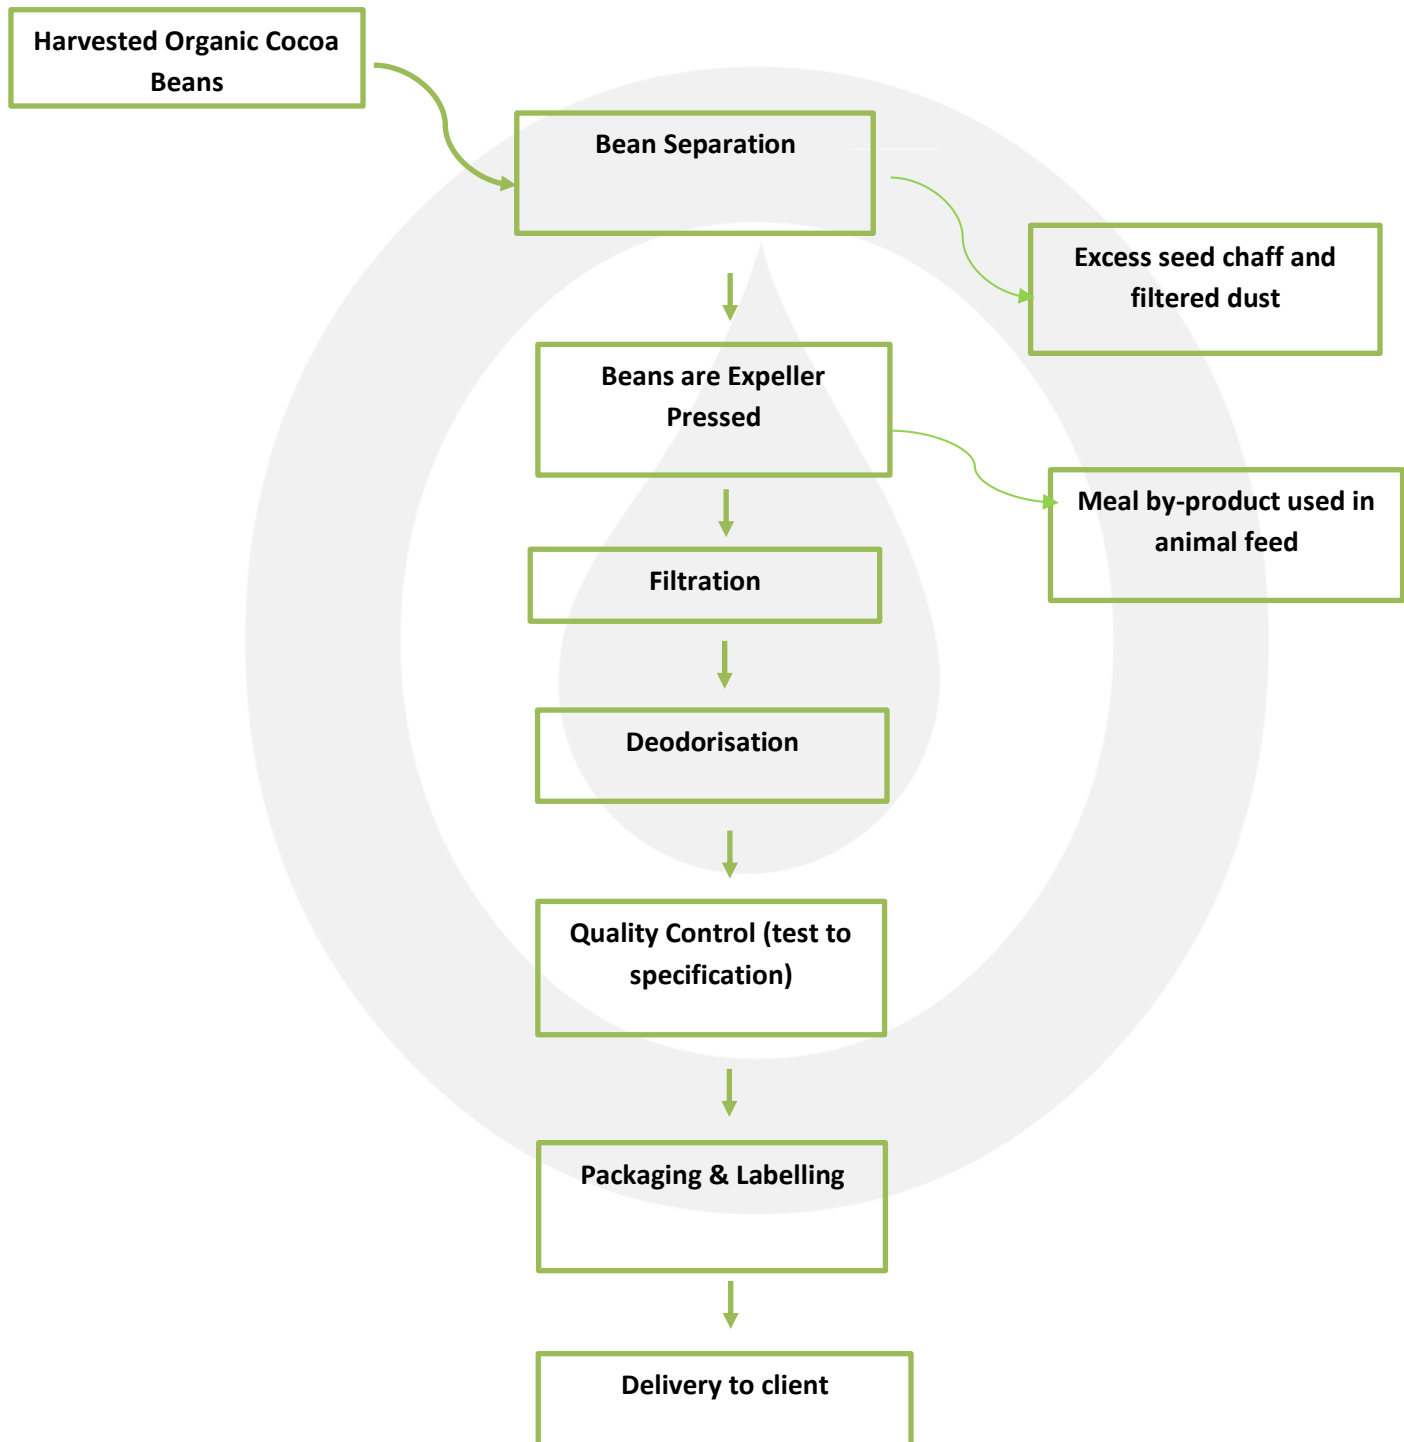 Harvested Organic Cocoa
Beans
Bean Separation
Excess seed chaff and
filtered dust
Beans are Expeller
Pressed
Meal by-product used in
animal feed
Filtration
Deodorisation
Quality Control (test to
specification)
Packaging & Labelling
Delivery to client